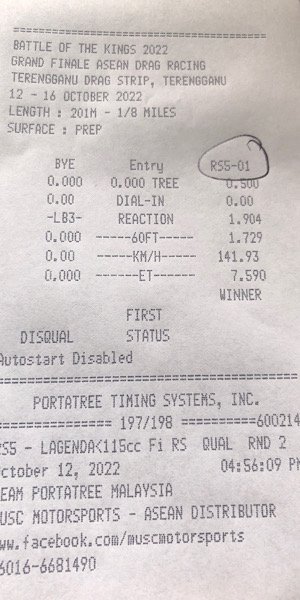 ====================================
BATTLE OF THE KINGS 2022
GRAND FINALE ASEAN DRAG RACING
TERENGGANU DRAG STRIP, TERENGGANU
12 - 16 OCTOBER 2022
LENGTH : 201M - 1/8 MILES
SURFACE : PREP
BYE Entry RS5-01
0.000 0.000 TREE 0.500
0.00 DIAL-IN 0.00
-LB3- REACTION 1.904
0.000 -----60FT----- 1.729
0.00 -----KM/H----- 141.93
0.000 ------ET------ 7.590
WINNER
FIRST
DISQUAL STATUS
Autostart Disabled
====================================
PORTATREE TIMING SYSTEMS, INC.
============= 197/198 ==========600214
RS5 - LAGENDA<115cc Fi RS QUAL RND 2
October 12, 2022 04:56:09 PM
TEAM PORTATREE MALAYSIA
MUSC MOTORSPORTS - ASEAN DISTRIBUTOR
www.facebook.com/muscmotorsports
6016-6681490